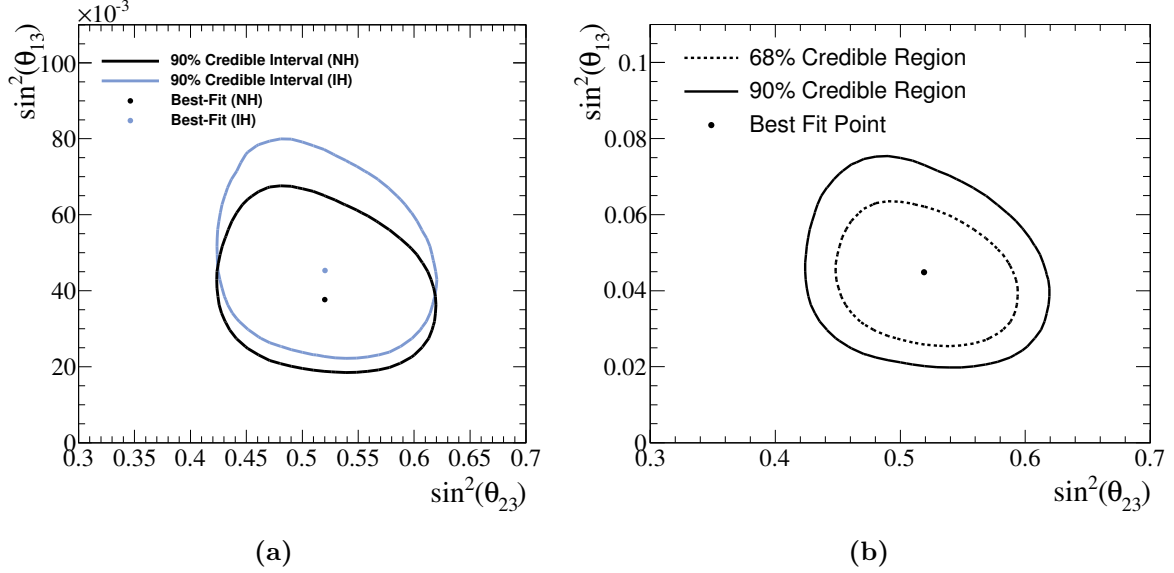 ×10⁻³
sin²(θ₁₃)
100
80
60
40
20
0
0.3 0.35 0.4 0.45 0.5 0.55 0.6 0.65 0.7
sin²(θ₂₃)
90% Credible Interval (NH)
90% Credible Interval (IH)
Best-Fit (NH)
Best-Fit (IH)
(a)
sin²(θ₁₃)
0.1
0.08
0.06
0.04
0.02
0
0.3 0.4 0.5 0.6 0.7
sin²(θ₂₃)
68% Credible Region
90% Credible Region
Best Fit Point
(b)